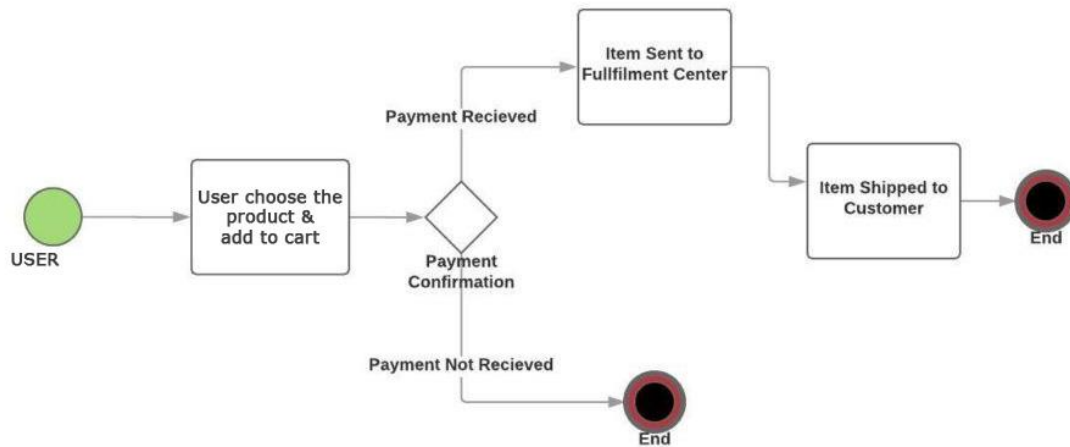 USER
User choose the
product &
add to cart
Payment
Confirmation
Payment Recieved
Item Sent to
Fullfilment Center
Item Shipped to
Customer
End
Payment Not Recieved
End